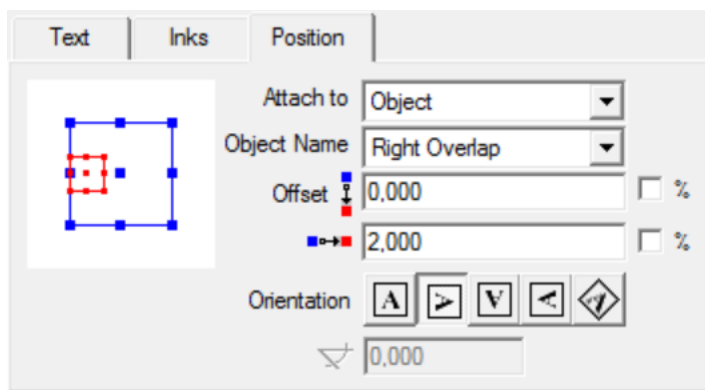 Text Inks Position
Attach to Object
Object Name Right Overlap
Offset 0,000 %
2,000 %
Orientation A A A A A
0,000